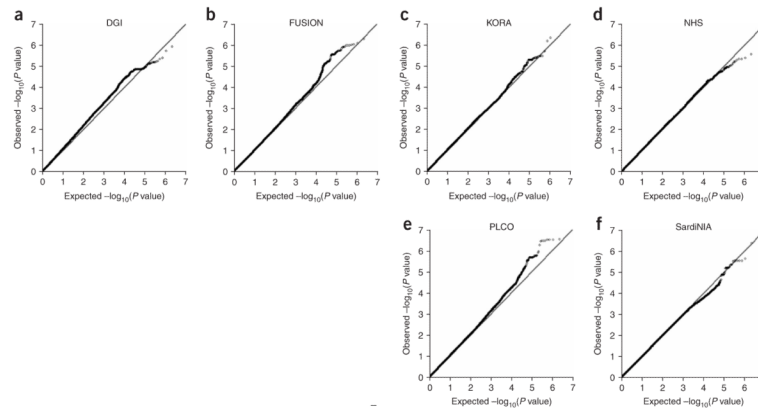 a DGI
7
6
5
4
3
2
1
0
Observed –log10(P value)
0 1 2 3 4 5 6 7
Expected –log10(P value)
b FUSION
7
6
5
4
3
2
1
0
Observed –log10(P value)
0 1 2 3 4 5 6 7
Expected –log10(P value)
c KORA
7
6
5
4
3
2
1
0
Observed –log10(P value)
0 1 2 3 4 5 6 7
Expected –log10(P value)
d NHS
7
6
5
4
3
2
1
0
Observed –log10(P value)
0 1 2 3 4 5 6
Expected –log10(P value)
e PLCO
7
6
5
4
3
2
1
0
Observed –log10(P value)
0 1 2 3 4 5 6 7
Expected –log10(P value)
f SardiNIA
7
6
5
4
3
2
1
0
Observed –log10(P value)
0 1 2 3 4 5 6
Expected –log10(P value)